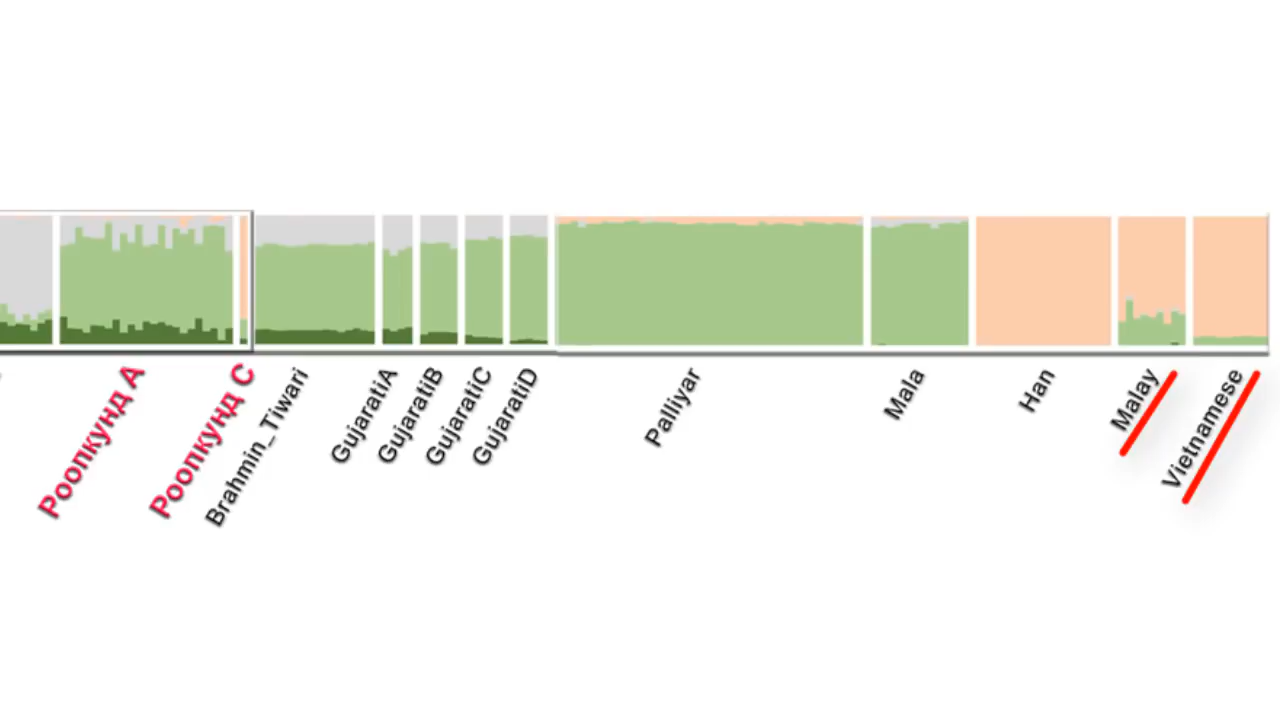 Роопкунд A
Роопкунд C
Brahmin_Tiwari
GujaratiA
GujaratiB
GujaratiC
GujaratiD
Palliyar
Mala
Han
Malay
Vietnamese